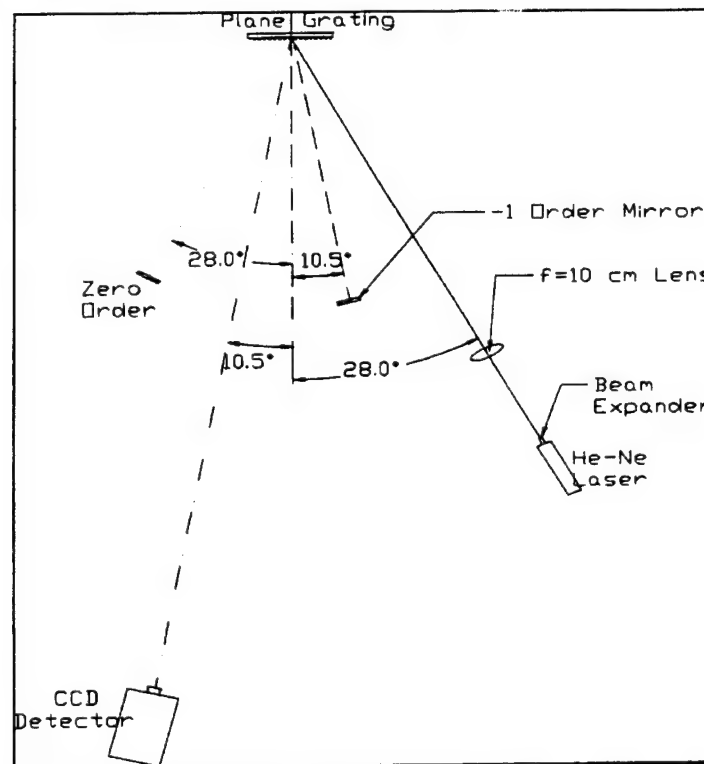 Plane Grating
-1 Order Mirror
28.0°
10.5°
Zero
Order
f=10 cm Lens
10.5°
28.0°
Beam
Expander
He-Ne
Laser
CCD
Detector